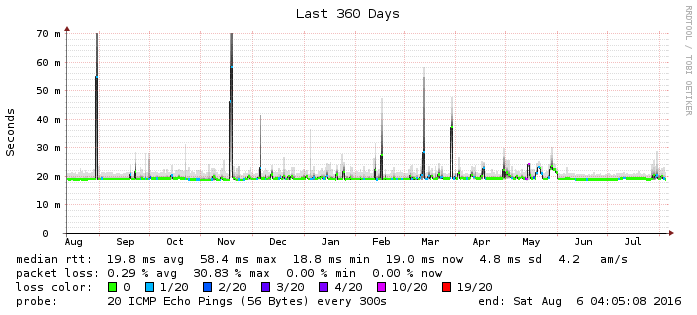 Last 360 Days
RRDTOOL / TOBI OETIKER
Seconds
70 m
60 m
50 m
40 m
30 m
20 m
10 m
0
Aug Sep Oct Nov Dec Jan Feb Mar Apr May Jun Jul
median rtt: 19.8 ms avg 58.4 ms max 18.8 ms min 19.0 ms now 4.8 ms sd 4.2 am/s
packet loss: 0.29 % avg 30.83 % max 0.00 % min 0.00 % now
loss color: 0 1/20 2/20 3/20 4/20 10/20 19/20
probe: 20 ICMP Echo Pings (56 Bytes) every 300s end: Sat Aug 6 04:05:08 2016